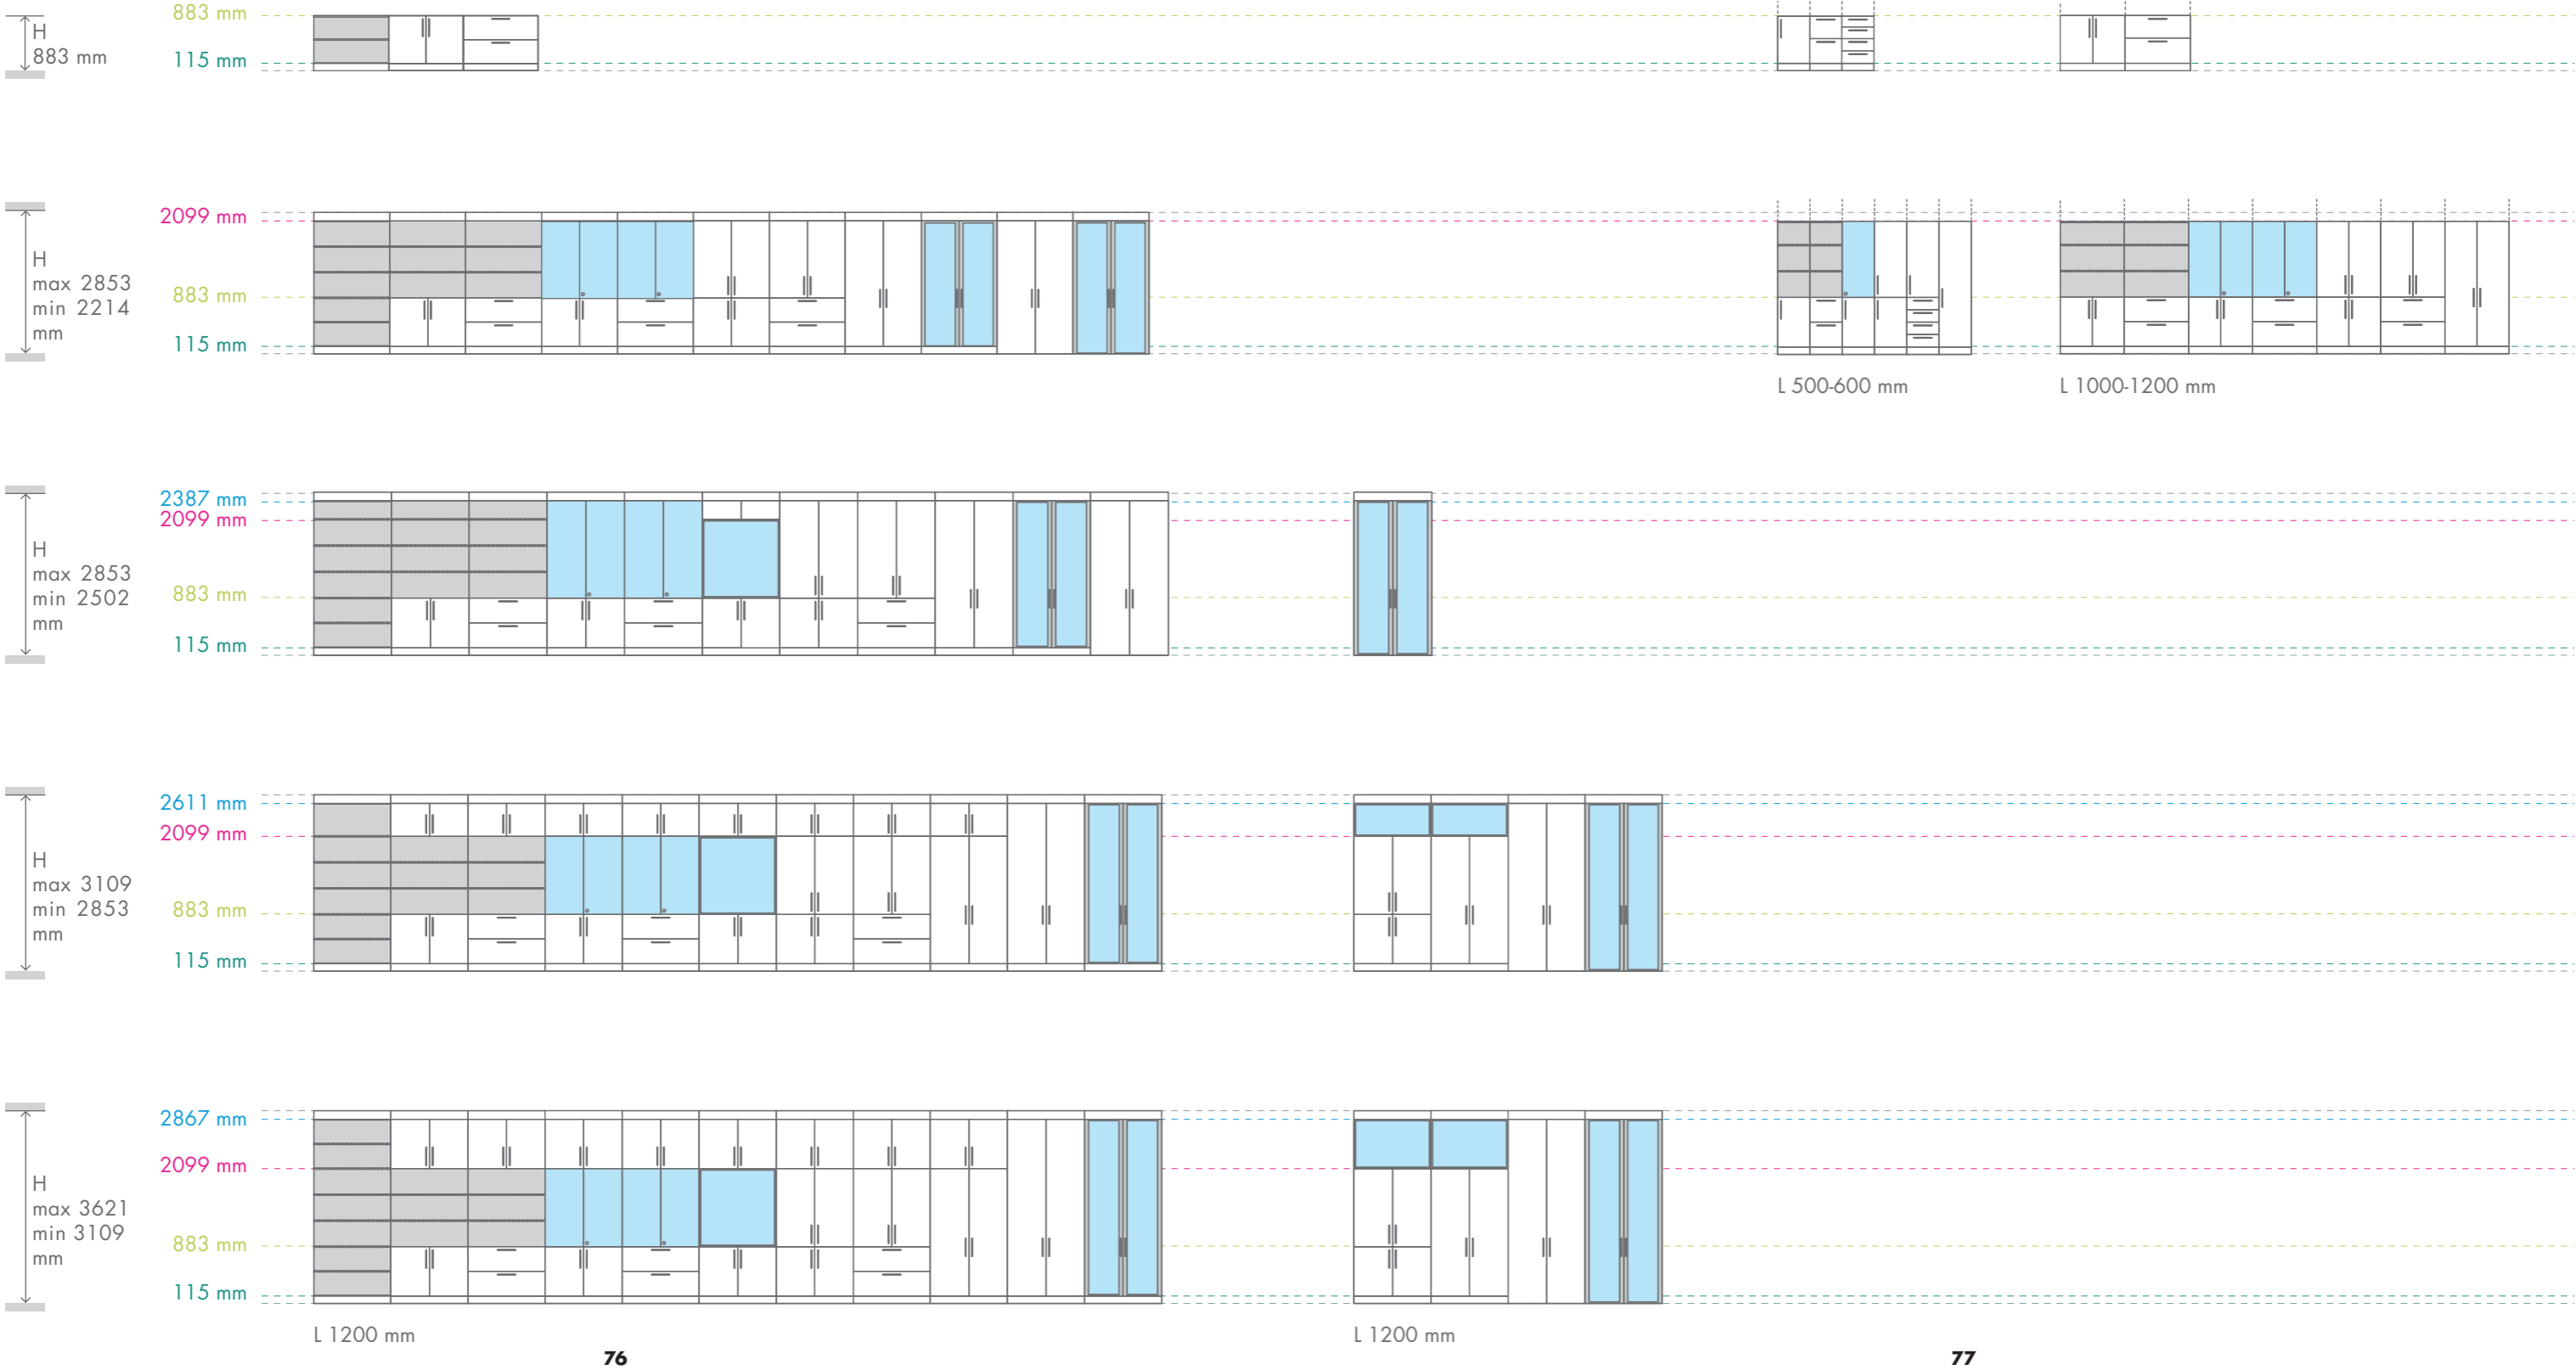 H
883 mm
883 mm
115 mm
H
max 2853
min 2214
mm
2099 mm
883 mm
115 mm
L 500-600 mm
L 1000-1200 mm
H
max 2853
min 2502
mm
2387 mm
2099 mm
883 mm
115 mm
H
max 3109
min 2853
mm
2611 mm
2099 mm
883 mm
115 mm
H
max 3621
min 3109
mm
2867 mm
2099 mm
883 mm
115 mm
L 1200 mm
L 1200 mm
76
77